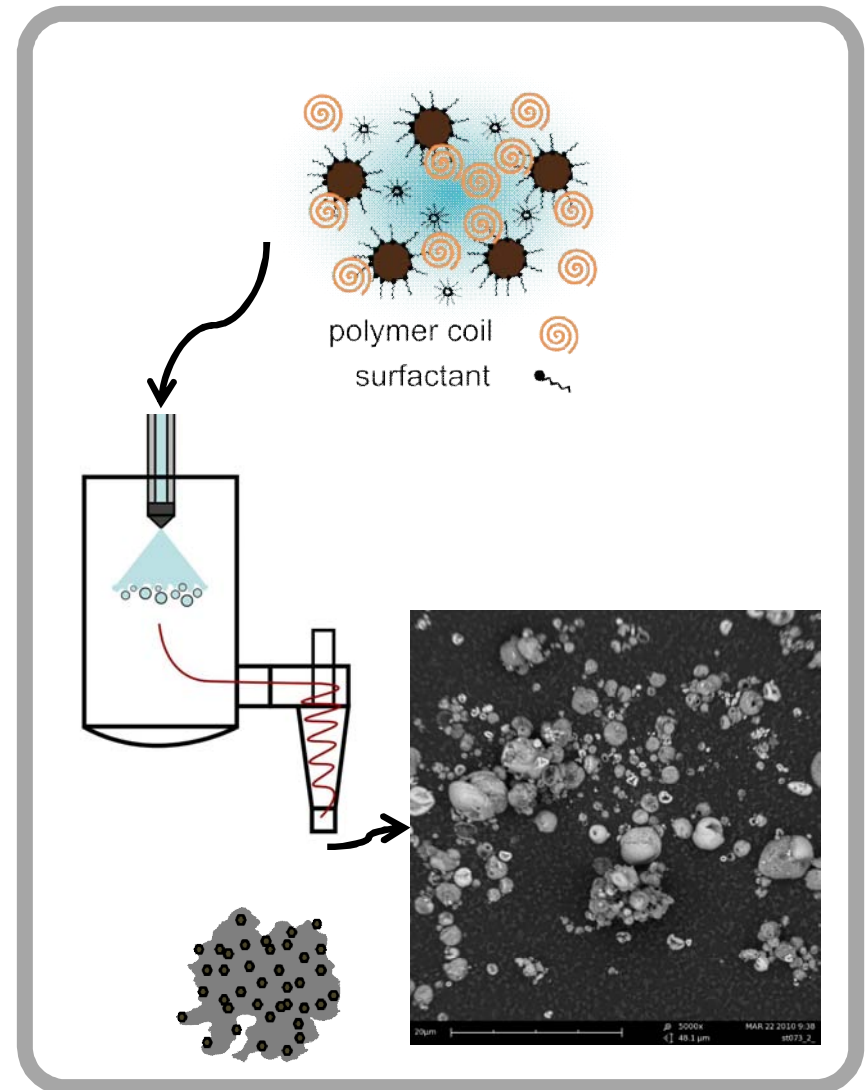 polymer coil
surfactant
20µm
5000x
MAR 22 2010 9:38
48.1 µm
st073_2_